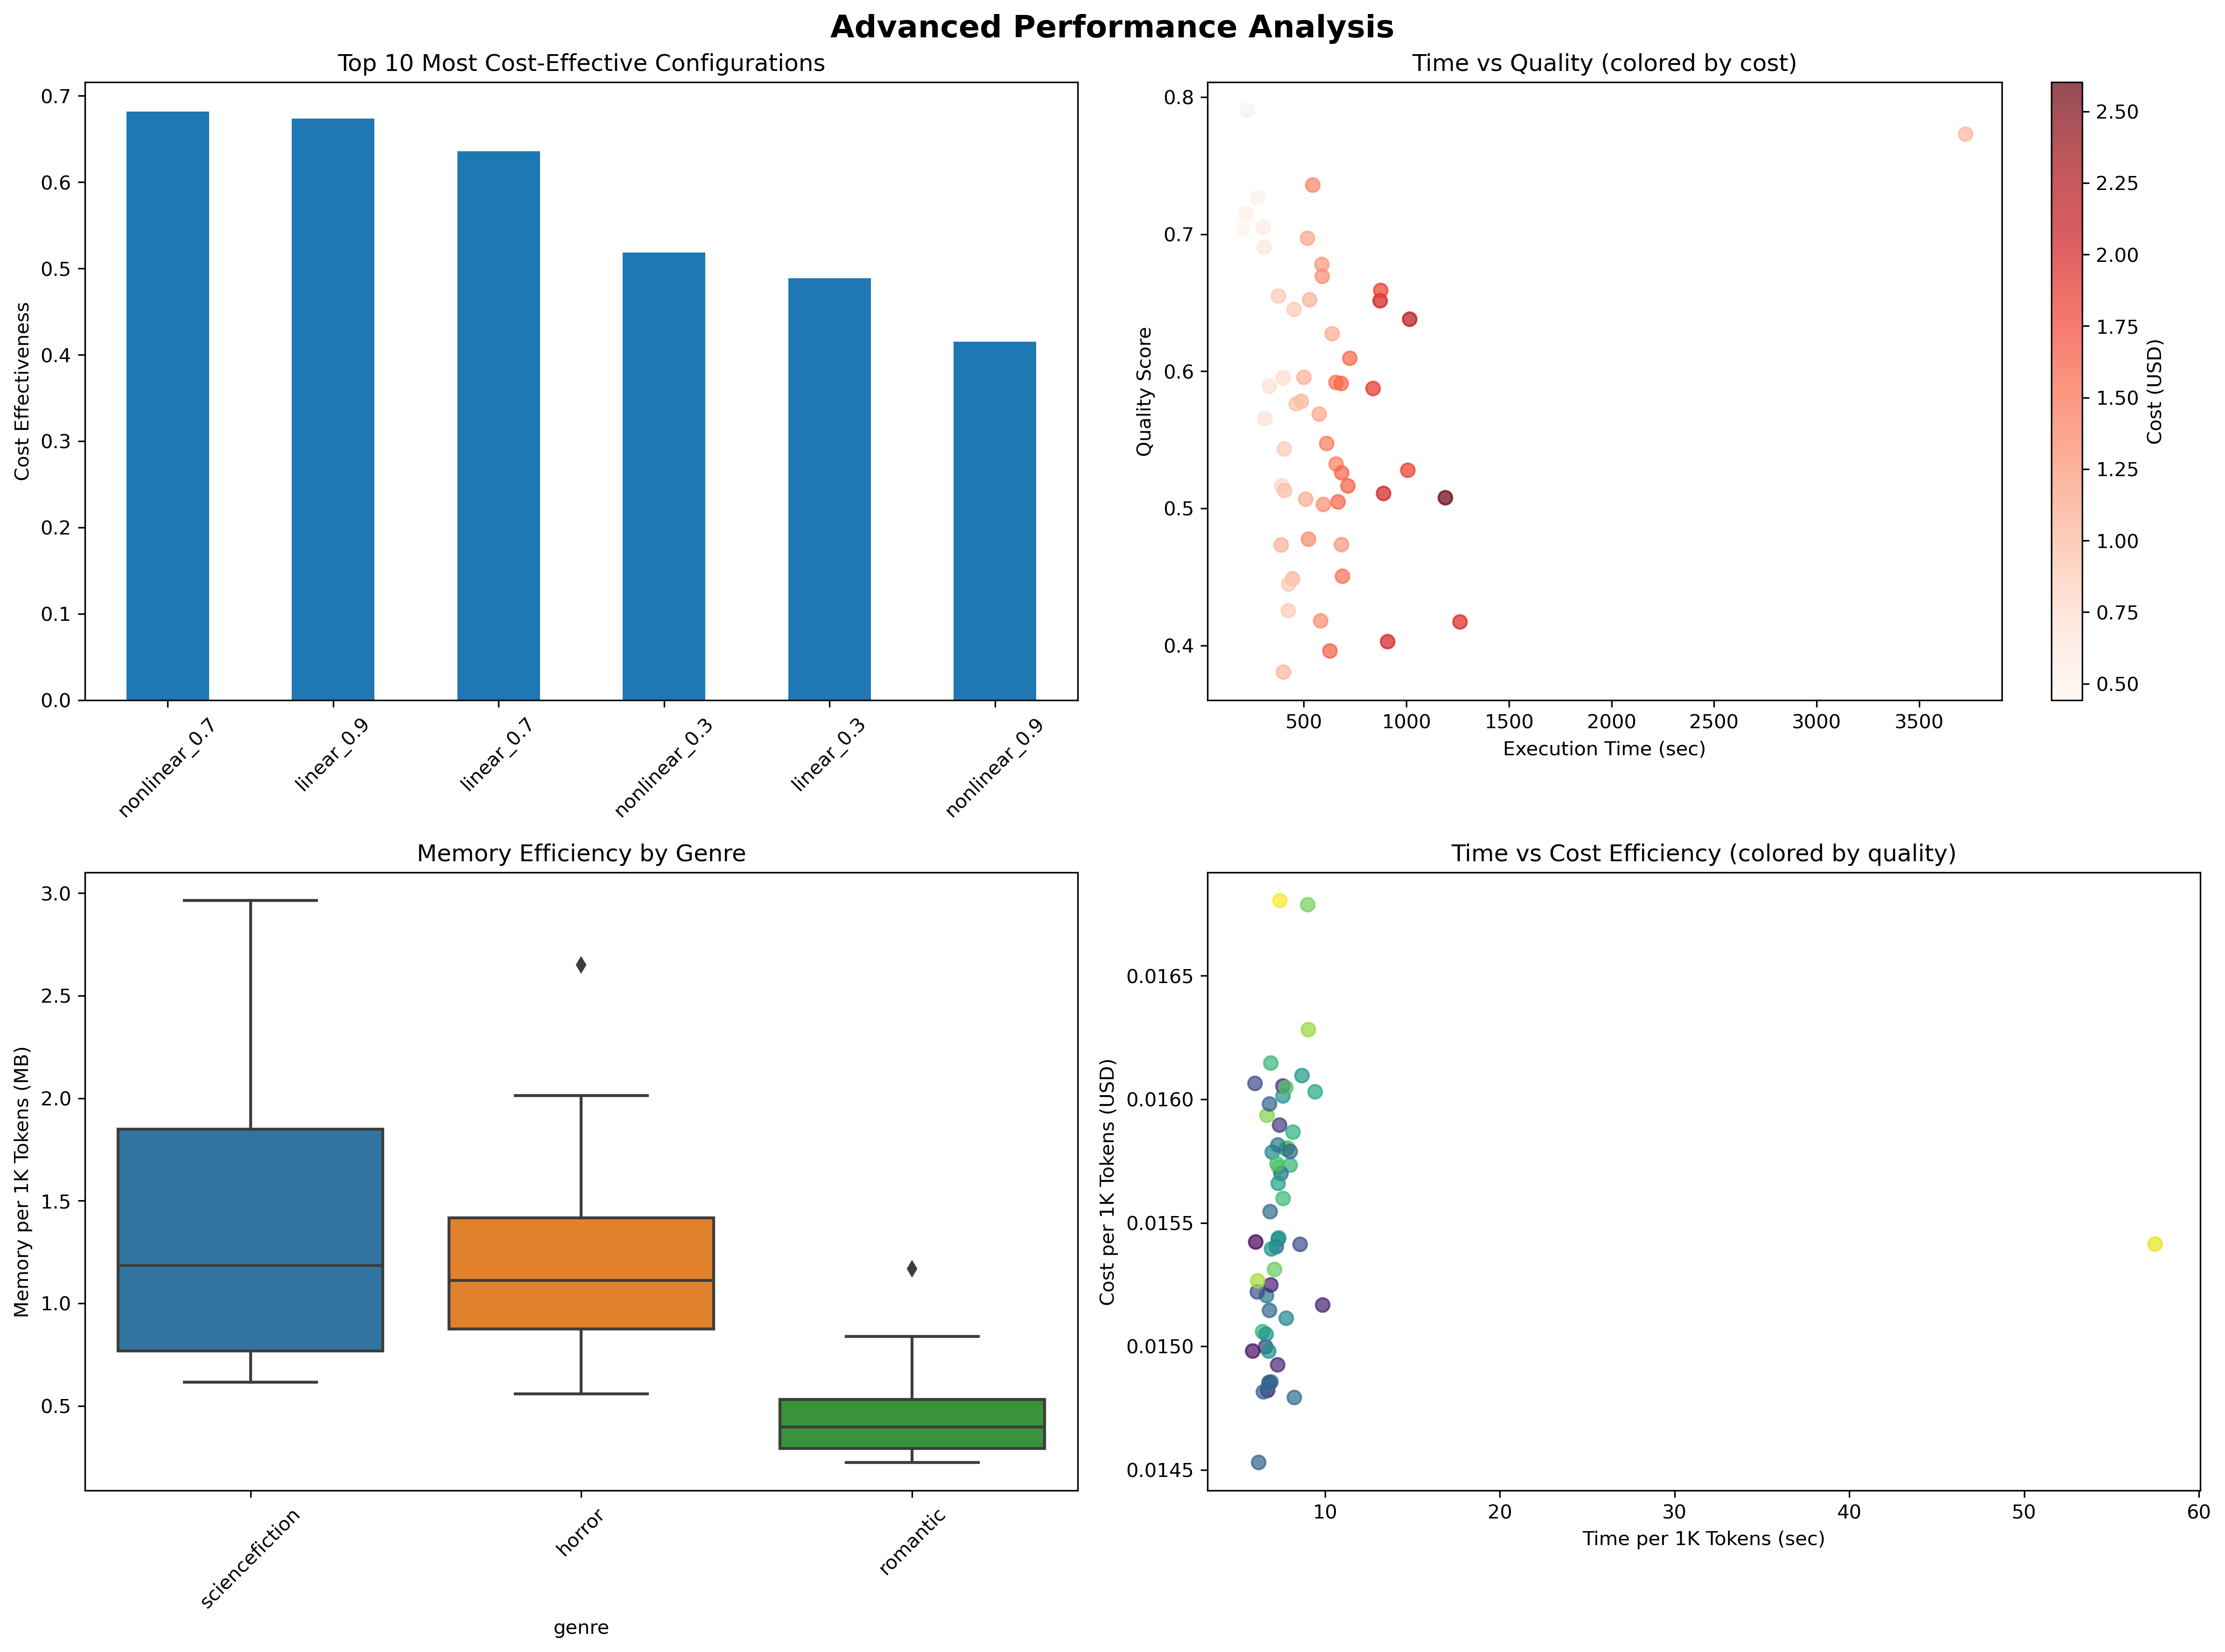 Advanced Performance Analysis
Top 10 Most Cost-Effective Configurations
Cost Effectiveness
0.7
0.6
0.5
0.4
0.3
0.2
0.1
0.0
nonlinear_0.7
linear_0.9
linear_0.7
nonlinear_0.3
linear_0.3
nonlinear_0.9
Time vs Quality (colored by cost)
Quality Score
0.8
0.7
0.6
0.5
0.4
500 1000 1500 2000 2500 3000 3500
Execution Time (sec)
2.50
2.25
2.00
1.75
1.50
1.25
1.00
0.75
0.50
Cost (USD)
Memory Efficiency by Genre
Memory per 1K Tokens (MB)
3.0
2.5
2.0
1.5
1.0
0.5
sciencefiction
horror
romantic
genre
Time vs Cost Efficiency (colored by quality)
Cost per 1K Tokens (USD)
0.0165
0.0160
0.0155
0.0150
0.0145
10 20 30 40 50 60
Time per 1K Tokens (sec)